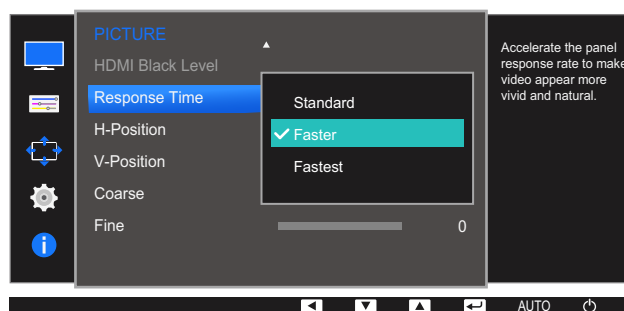 PICTURE
HDMI Black Level
Response Time
H-Position
V-Position
Coarse
Fine
Standard
Faster
Fastest
0
Accelerate the panel
response rate to make
video appear more
vivid and natural.
AUTO